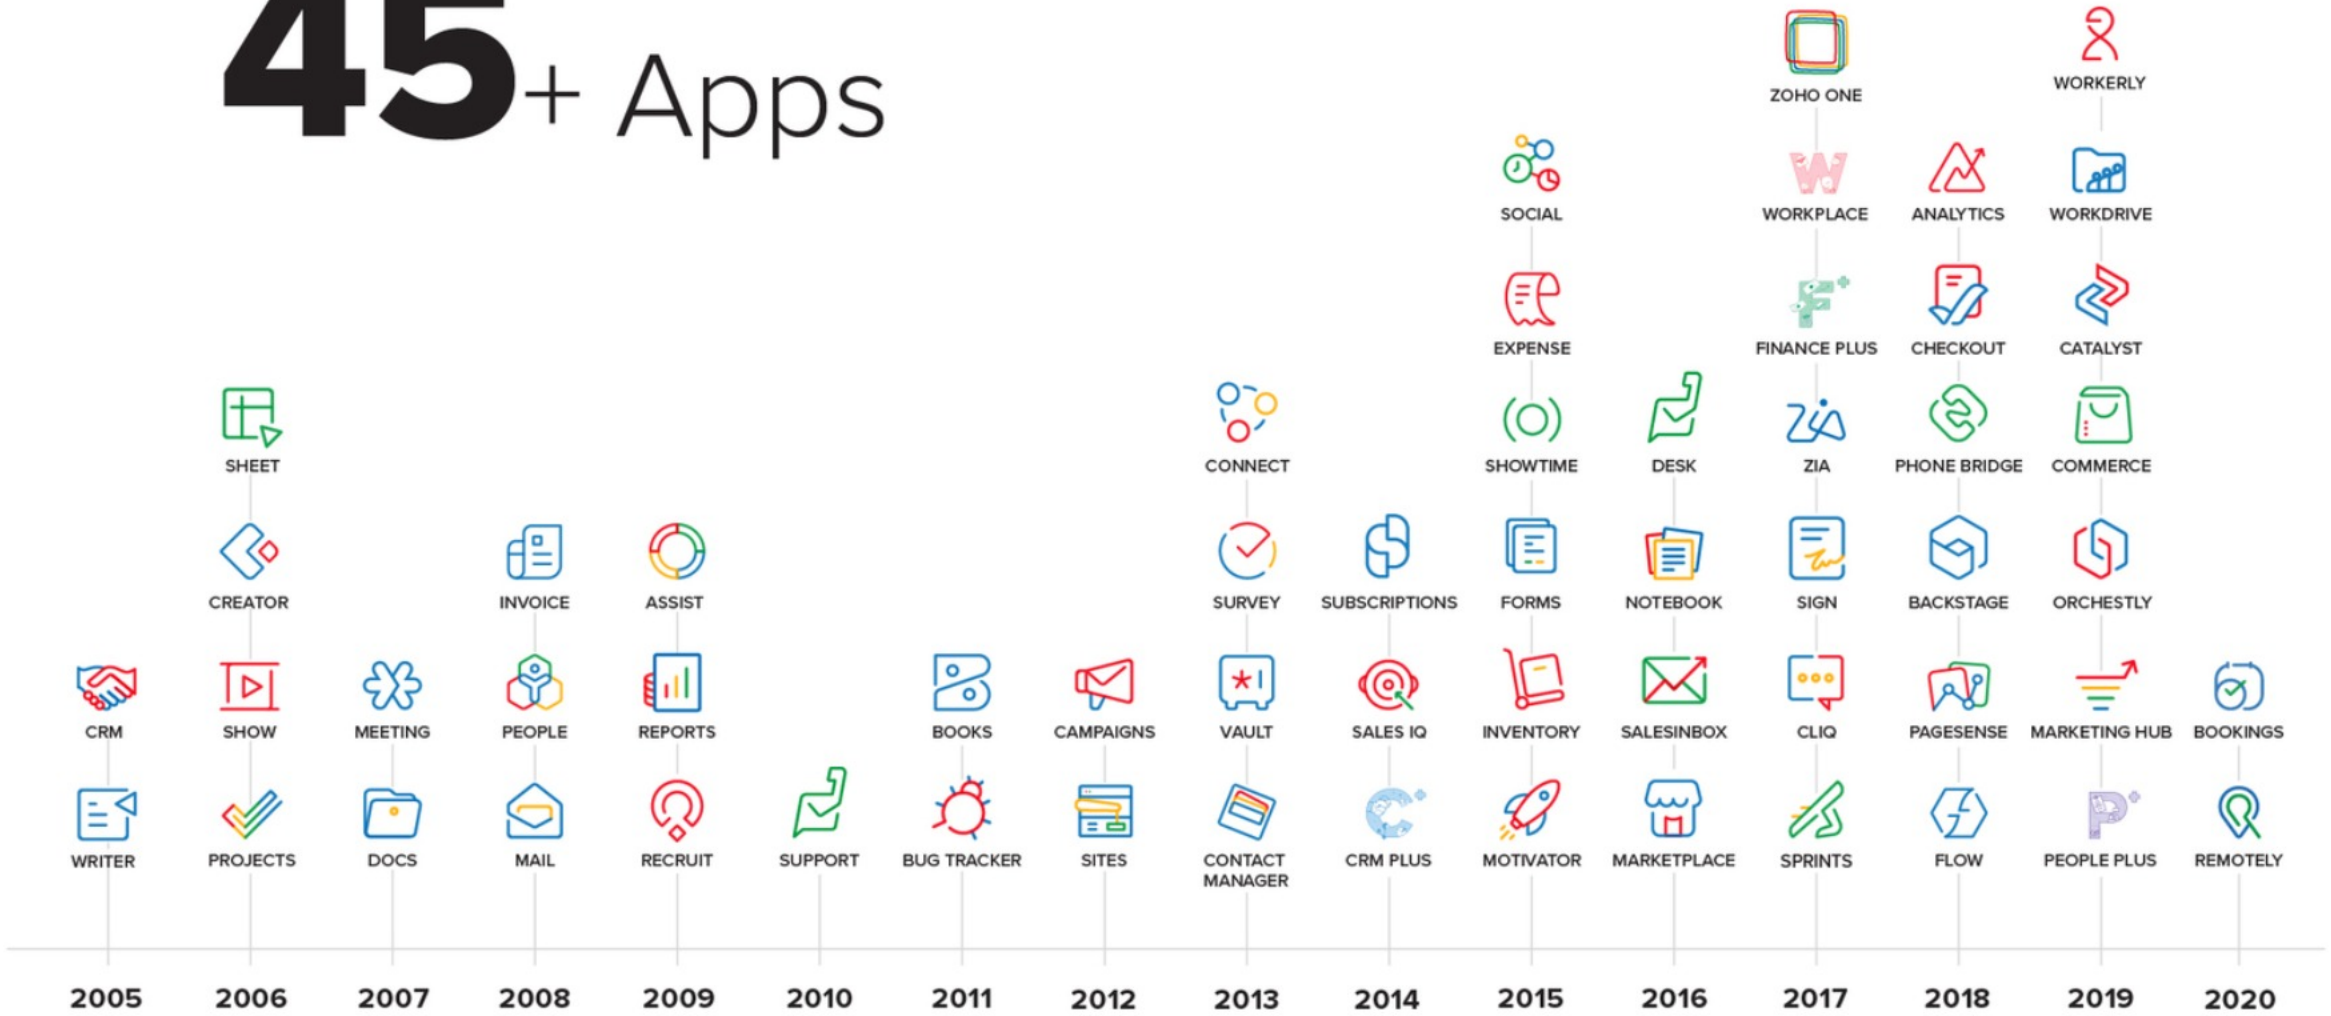 45+ Apps
ZOHO ONE
WORKERLY
SOCIAL
WORKPLACE
ANALYTICS
WORKDRIVE
EXPENSE
FINANCE PLUS
CHECKOUT
CATALYST
SHEET
CONNECT
SHOWTIME
DESK
ZIA
PHONE BRIDGE
COMMERCE
CREATOR
INVOICE
ASSIST
SURVEY
SUBSCRIPTIONS
FORMS
NOTEBOOK
SIGN
BACKSTAGE
ORCHESTLY
CRM
SHOW
MEETING
PEOPLE
REPORTS
BOOKS
CAMPAIGNS
VAULT
SALES IQ
INVENTORY
SALESINBOX
CLIQ
PAGESENSE
MARKETING HUB
BOOKINGS
WRITER
PROJECTS
DOCS
MAIL
RECRUIT
SUPPORT
BUG TRACKER
SITES
CONTACT
MANAGER
CRM PLUS
MOTIVATOR
MARKETPLACE
SPRINTS
FLOW
PEOPLE PLUS
REMOTELY
2005
2006
2007
2008
2009
2010
2011
2012
2013
2014
2015
2016
2017
2018
2019
2020